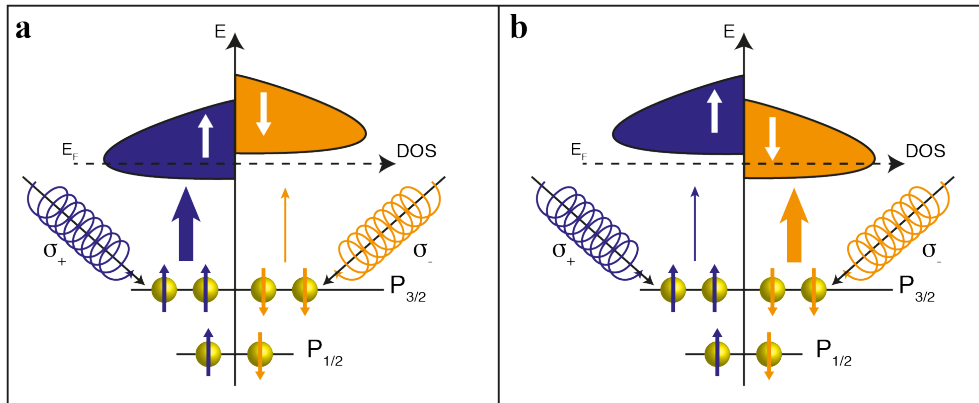 a
E
E_F
DOS
σ+
σ-
P3/2
P1/2
b
E
E_F
DOS
σ+
σ-
P3/2
P1/2